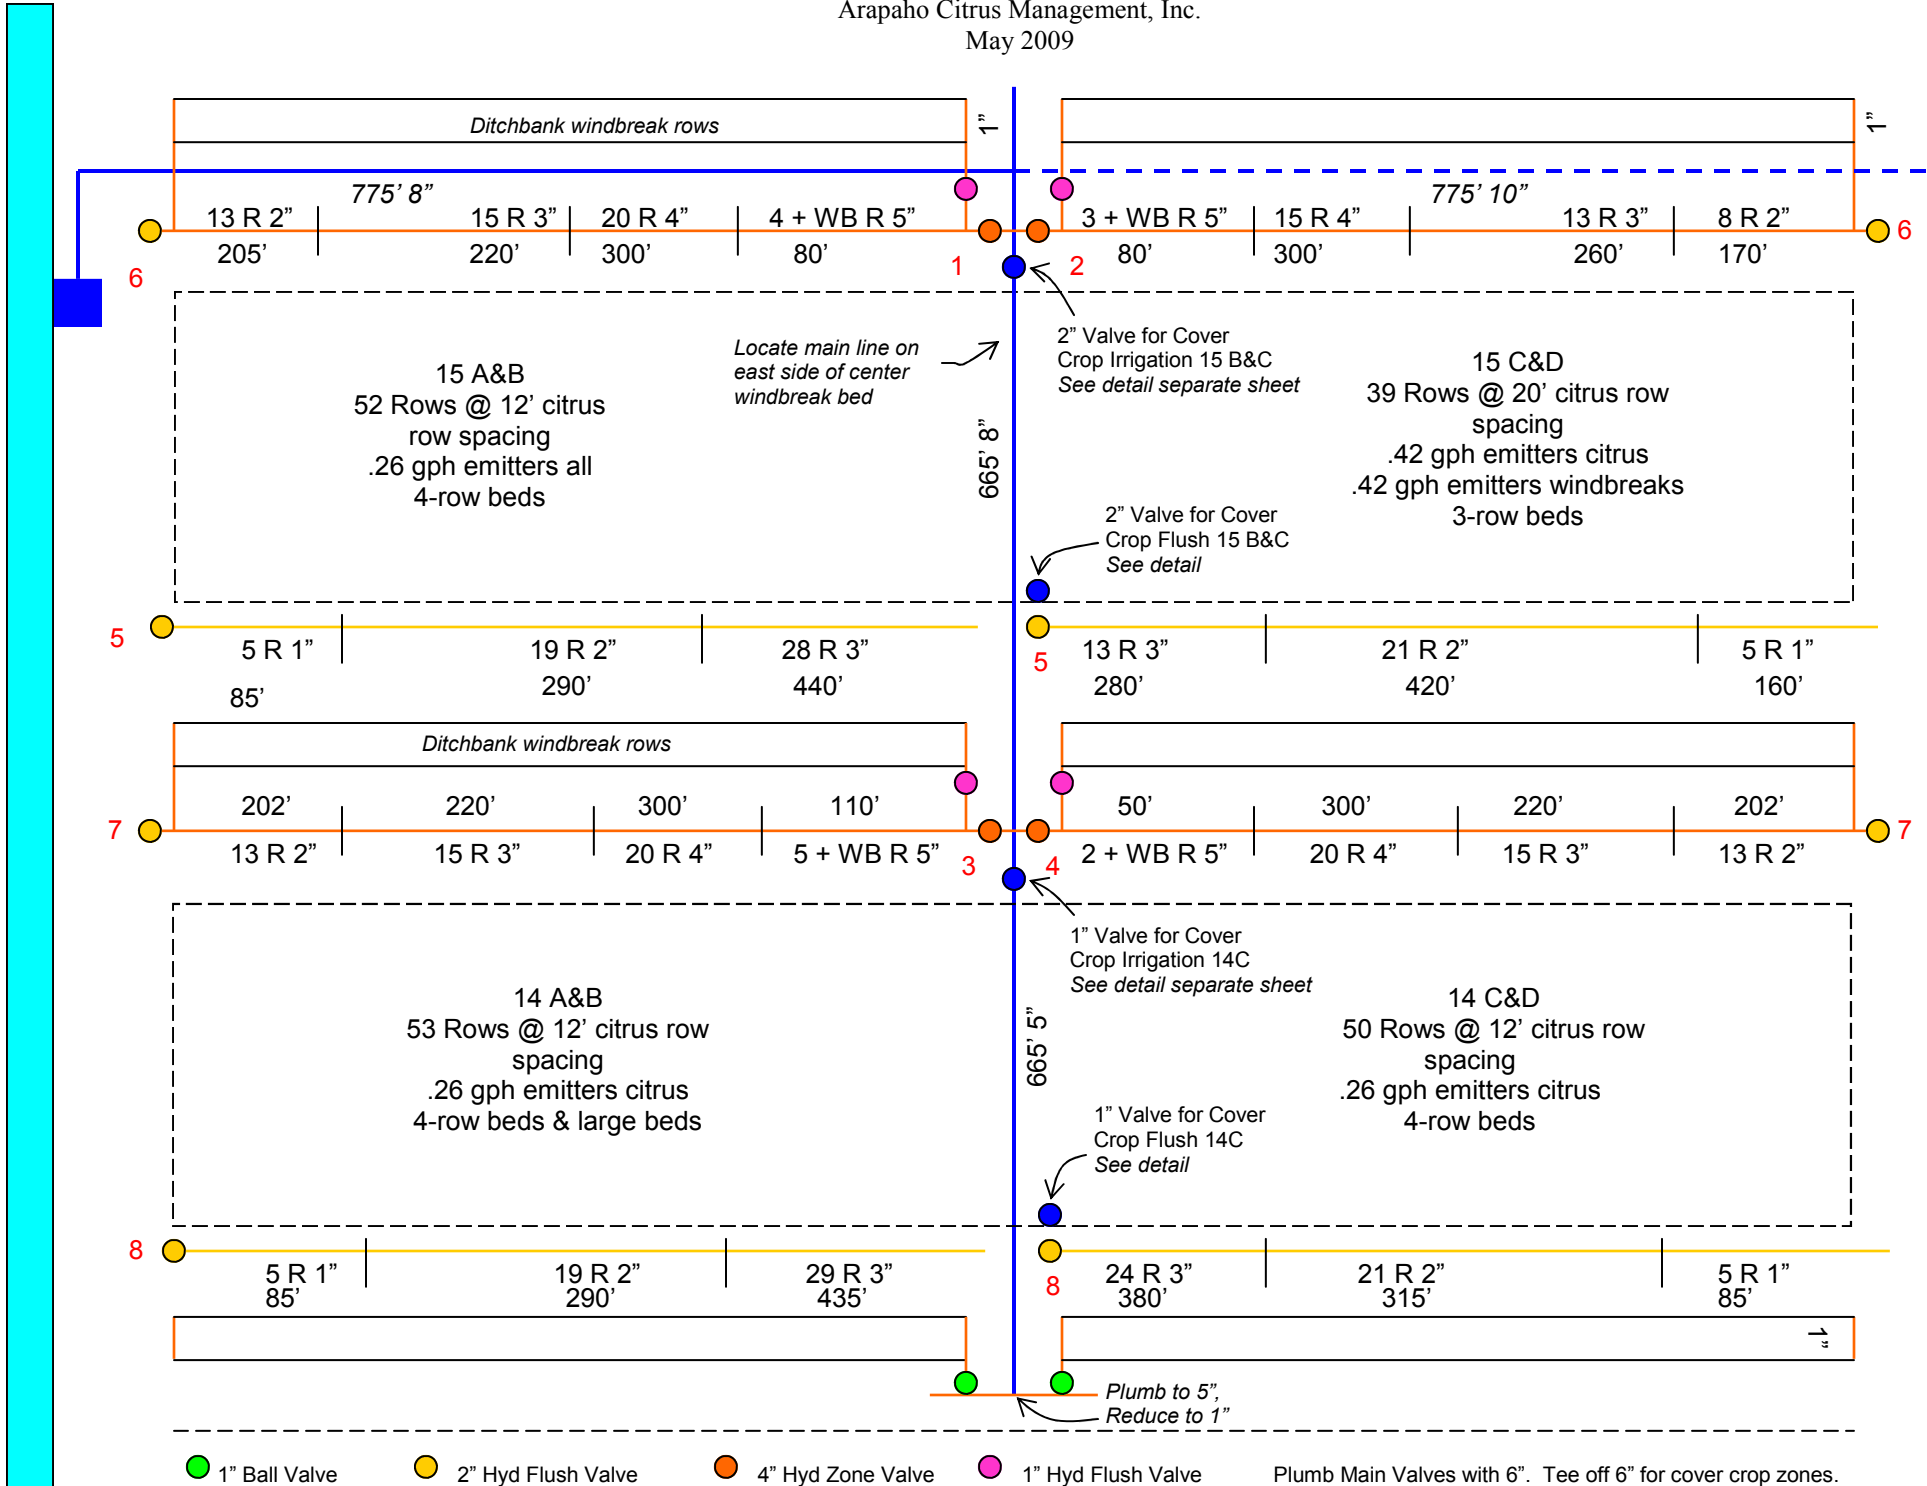 Arapaho Citrus Management, Inc.
May 2009
Ditchbank windbreak rows
1”
1”
775’ 8”
775’ 10”
13 R 2”
15 R 3”
20 R 4”
4 + WB R 5”
3 + WB R 5”
15 R 4”
13 R 3”
8 R 2”
6
205’
220’
300’
80’
80’
300’
260’
170’
6
1
2
15 A&B
52 Rows @ 12’ citrus
row spacing
.26 gph emitters all
4-row beds
Locate main line on
east side of center
windbreak bed
2” Valve for Cover
Crop Irrigation 15 B&C
See detail separate sheet
15 C&D
39 Rows @ 20’ citrus row
spacing
.42 gph emitters citrus
.42 gph emitters windbreaks
3-row beds
665’ 8”
2” Valve for Cover
Crop Flush 15 B&C
See detail
5
5 R 1”
19 R 2”
28 R 3”
5
13 R 3”
21 R 2”
5 R 1”
85’
290’
440’
280’
420’
160’
Ditchbank windbreak rows
202’
220’
300’
110’
50’
300’
220’
202’
7
7
13 R 2”
15 R 3”
20 R 4”
5 + WB R 5”
2 + WB R 5”
20 R 4”
15 R 3”
13 R 2”
3
4
1” Valve for Cover
Crop Irrigation 14C
See detail separate sheet
14 A&B
53 Rows @ 12’ citrus row
spacing
.26 gph emitters citrus
4-row beds & large beds
665’ 5”
14 C&D
50 Rows @ 12’ citrus row
spacing
.26 gph emitters citrus
4-row beds
1” Valve for Cover
Crop Flush 14C
See detail
8
5 R 1”
19 R 2”
29 R 3”
8
24 R 3”
21 R 2”
5 R 1”
85’
290’
435’
380’
315’
85’
1”
Plumb to 5”,
Reduce to 1”
1” Ball Valve
2” Hyd Flush Valve
4” Hyd Zone Valve
1” Hyd Flush Valve
Plumb Main Valves with 6”. Tee off 6” for cover crop zones.